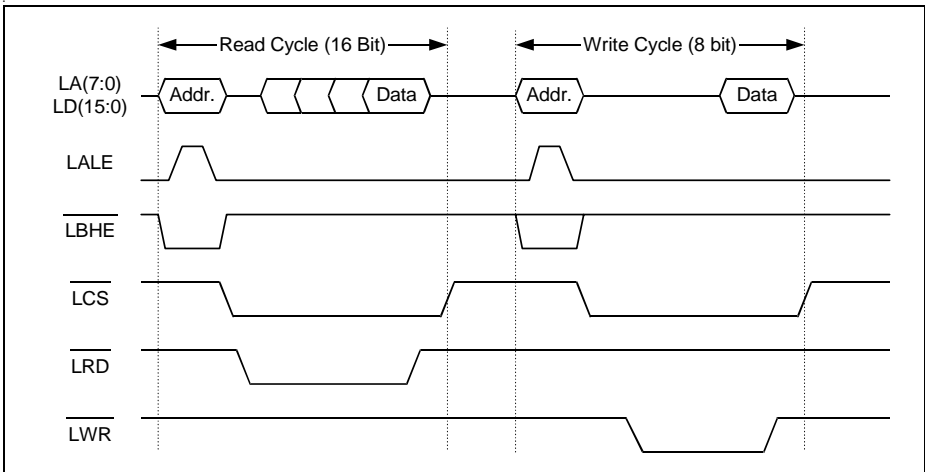 Read Cycle (16 Bit) Write Cycle (8 bit)
LA(7:0)
LD(15:0)
Addr. Data Addr. Data
LALE
LBHE
LCS
LRD
LWR